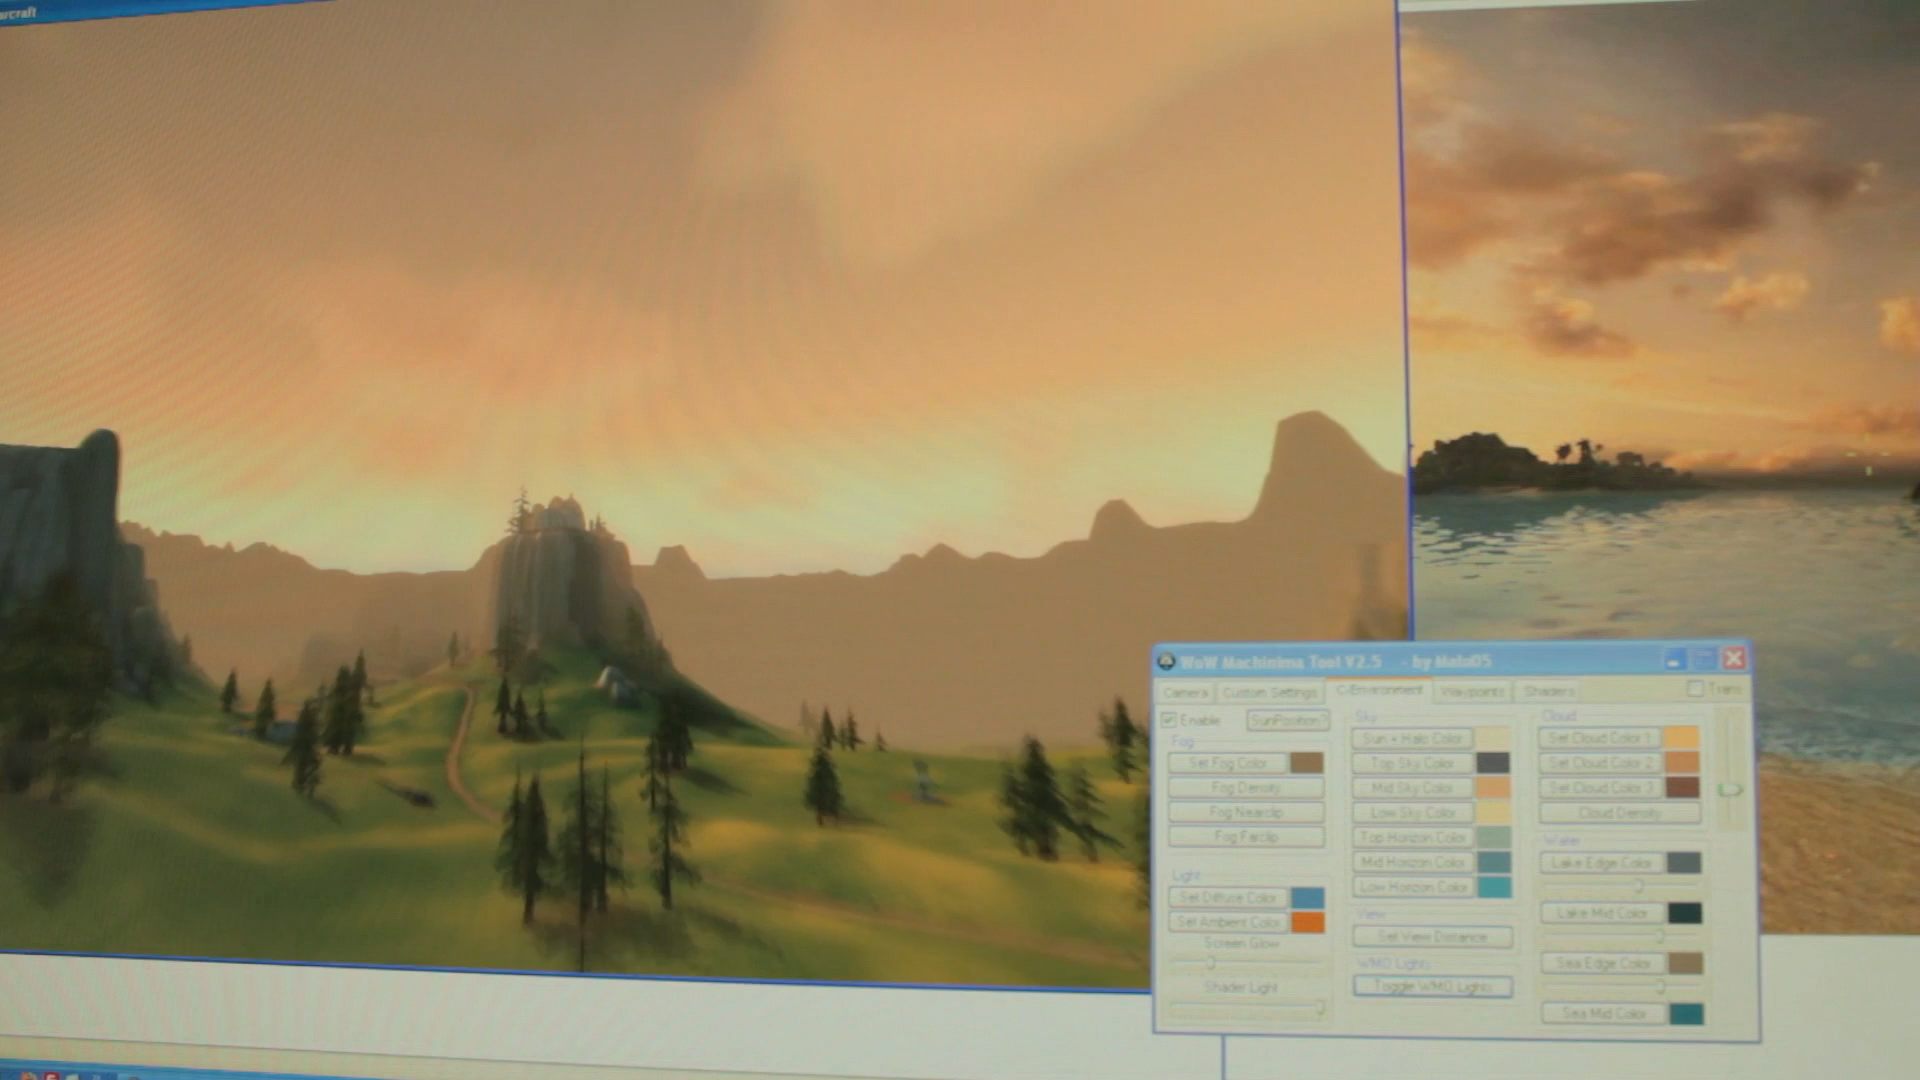 arcraft
WoW Machinima Tool V2.5 - by Malu05
Camera Custom Settings C-Environment Waypoints Shaders Trans
Enable SunPosition?
Fog
Set Fog Color
Fog Density
Fog Nearclip
Fog Farclip
Light
Set Diffuse Color
Set Ambient Color
Screen Glow
Shader Light
Sky
Sun + Halo Color
Top Sky Color
Mid Sky Color
Low Sky Color
Top Horizon Color
Mid Horizon Color
Low Horizon Color
View
Set View Distance
WMO Lights
Toggle WMO Lights
Cloud
Set Cloud Color 1
Set Cloud Color 2
Set Cloud Color 3
Cloud Density
Water
Lake Edge Color
Lake Mid Color
Sea Edge Color
Sea Mid Color